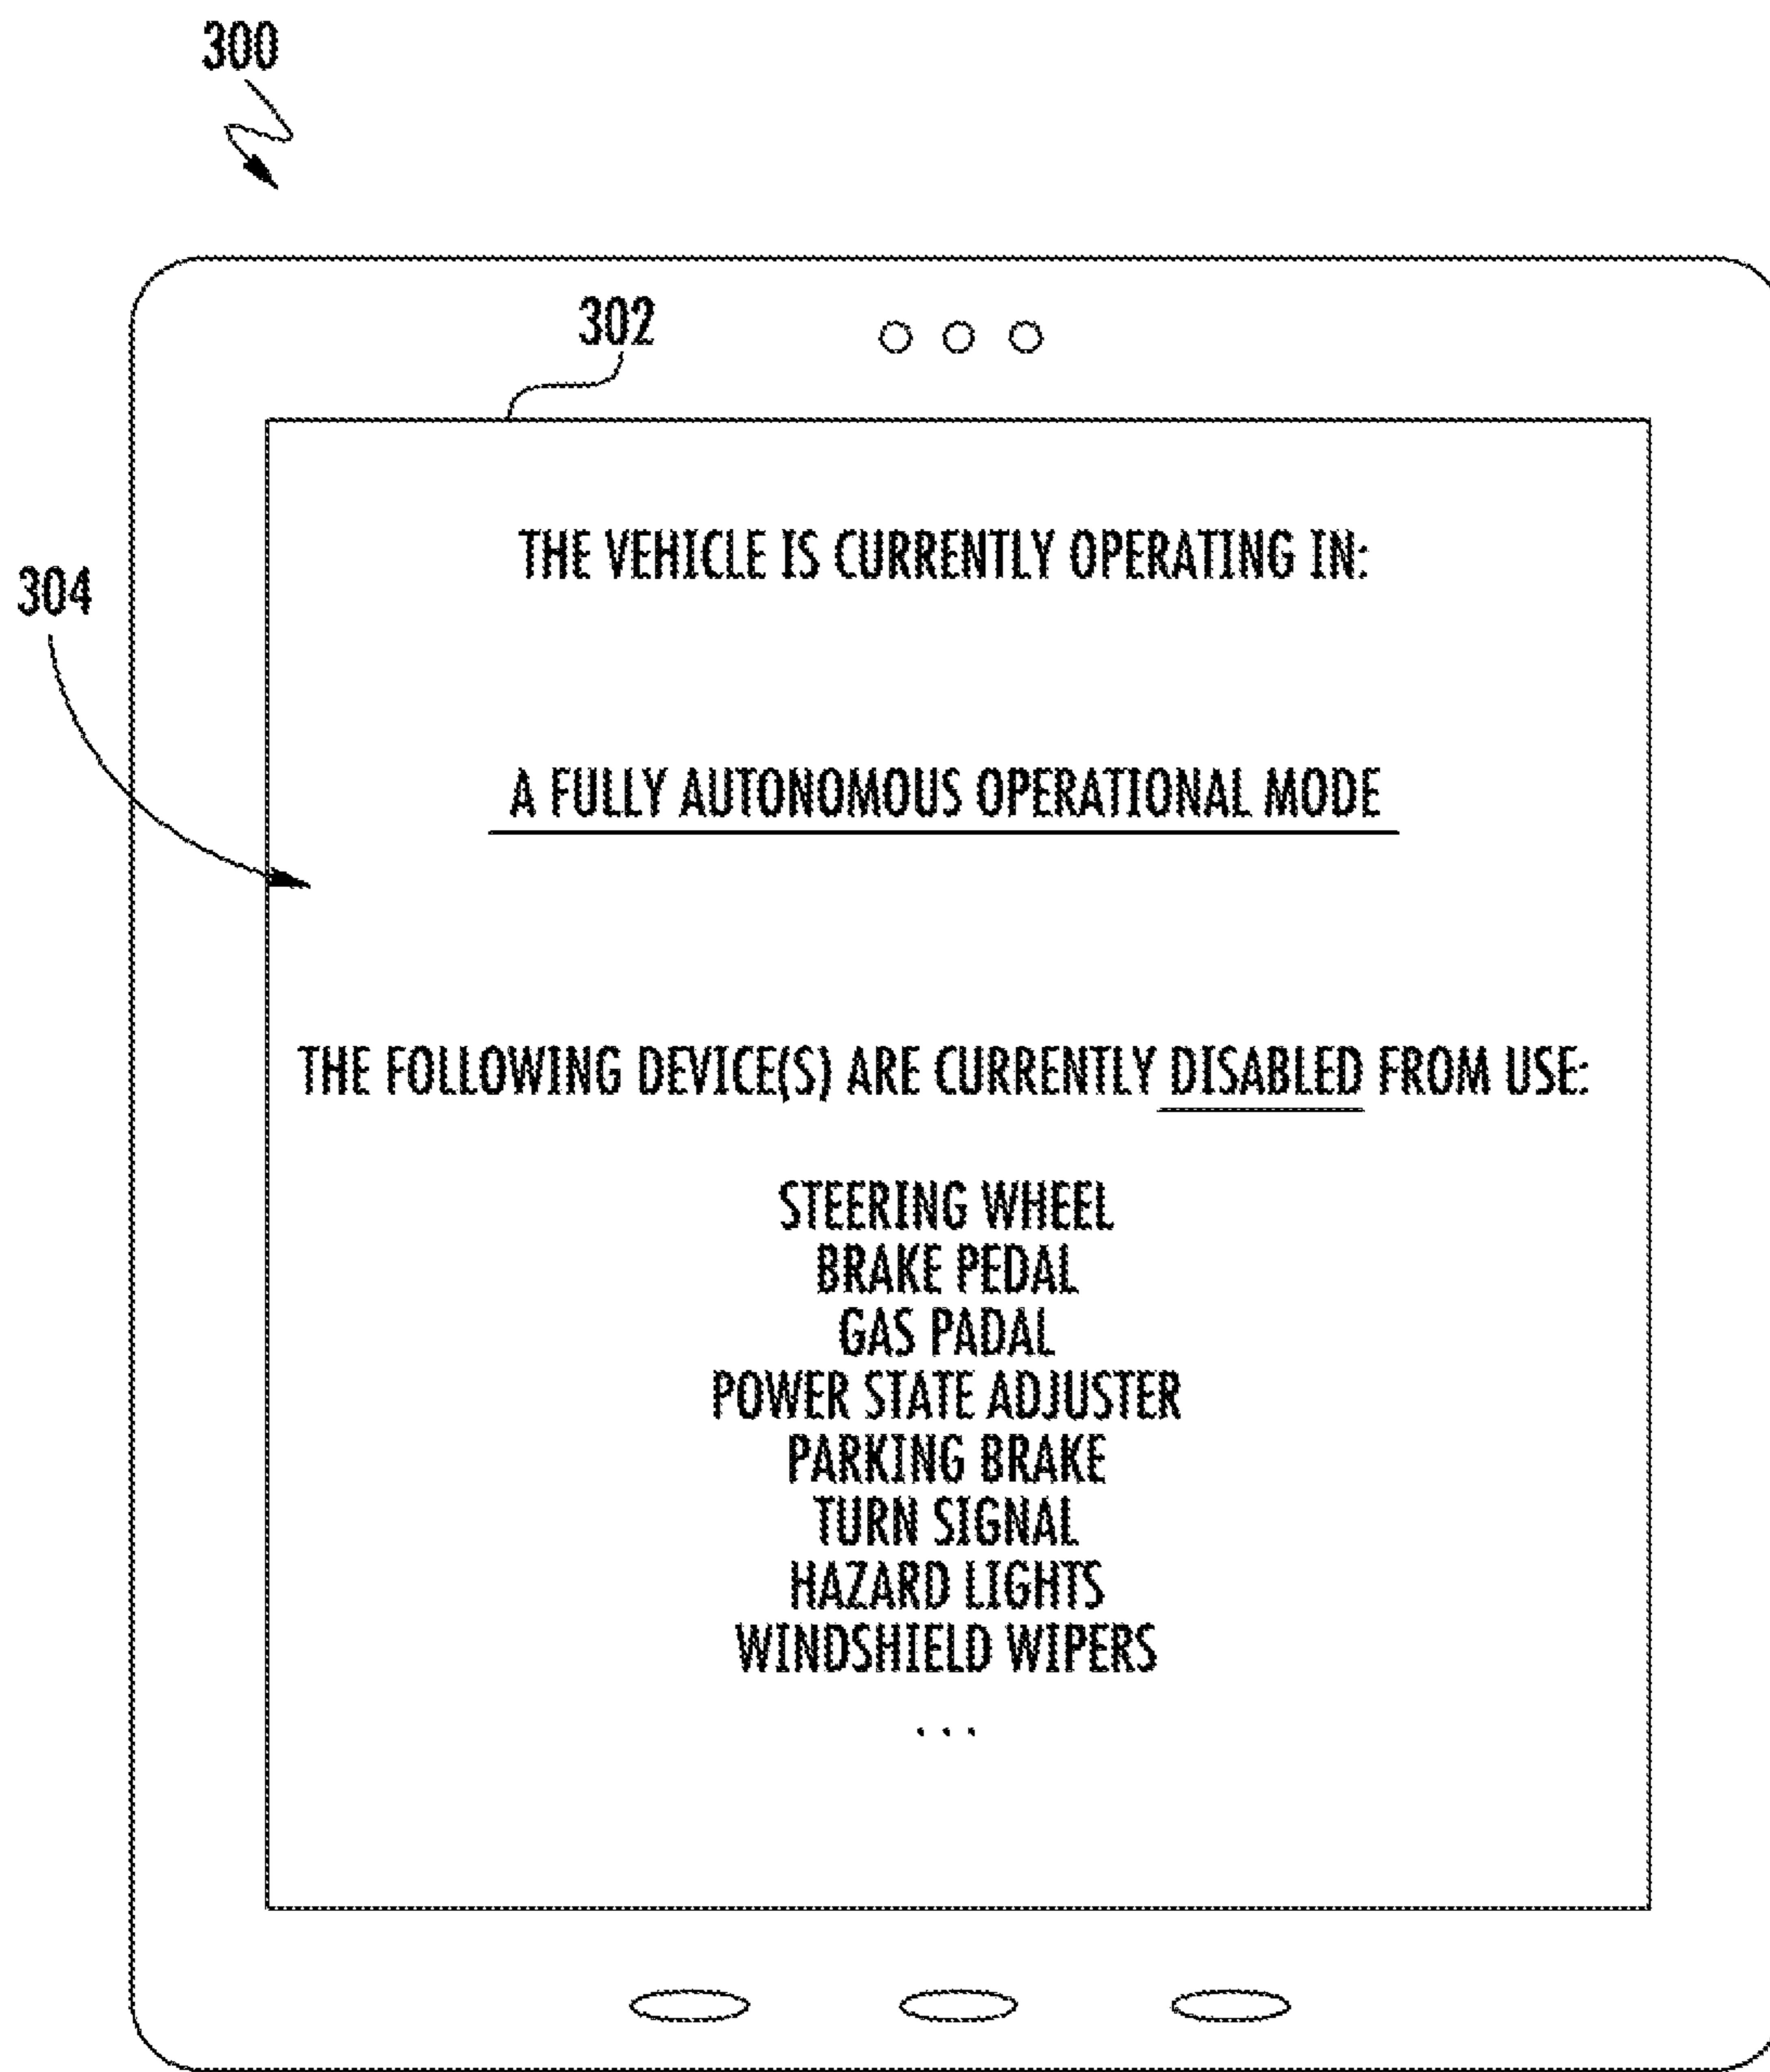 300
302
304
THE VEHICLE IS CURRENTLY OPERATING IN:
A FULLY AUTONOMOUS OPERATIONAL MODE
THE FOLLOWING DEVICE(S) ARE CURRENTLY DISABLED FROM USE:
STEERING WHEEL
BRAKE PEDAL
GAS PADAL
POWER STATE ADJUSTER
PARKING BRAKE
TURN SIGNAL
HAZARD LIGHTS
WINDSHIELD WIPERS
...